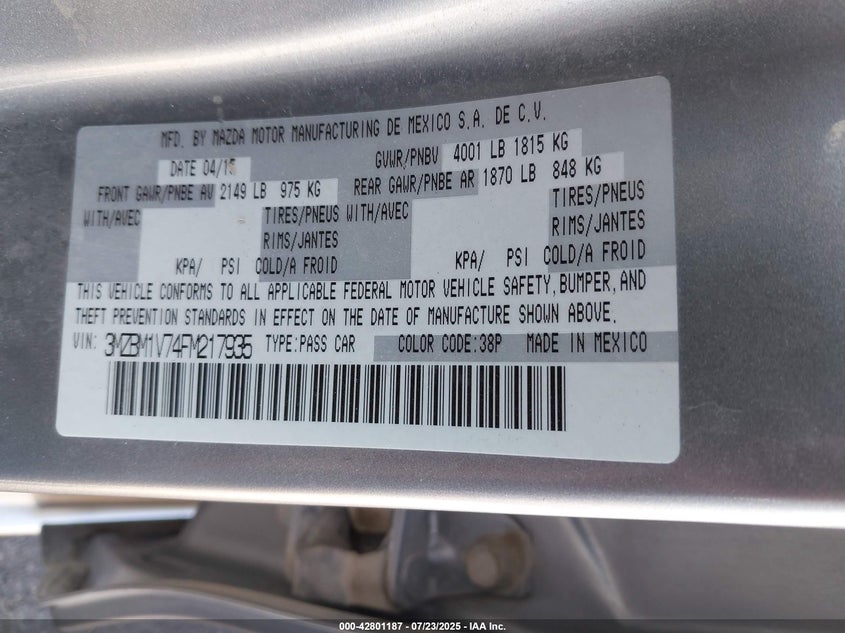 MFD. BY MAZDA MOTOR MANUFACTURING DE MEXICO S.A. DE C.V.
DATE 04/15 GVWR/PNBV 4001 LB 1815 KG
FRONT GAWR/PNBE AV 2149 LB 975 KG REAR GAWR/PNBE AR 1870 LB 848 KG
WITH/AVEC TIRES/PNEUS WITH/AVEC TIRES/PNEUS
RIMS/JANTES RIMS/JANTES
KPA/ PSI COLD/A FROID KPA/ PSI COLD/A FROID
THIS VEHICLE CONFORMS TO ALL APPLICABLE FEDERAL MOTOR VEHICLE SAFETY, BUMPER, AND
THEFT PREVENTION STANDARDS IN EFFECT ON THE DATE OF MANUFACTURE SHOWN ABOVE.
VIN: 3MZBM1V74FM217935 TYPE:PASS CAR COLOR CODE:38P MADE IN MEXICO
000-42801187 - 07/23/2025 - IAA Inc.